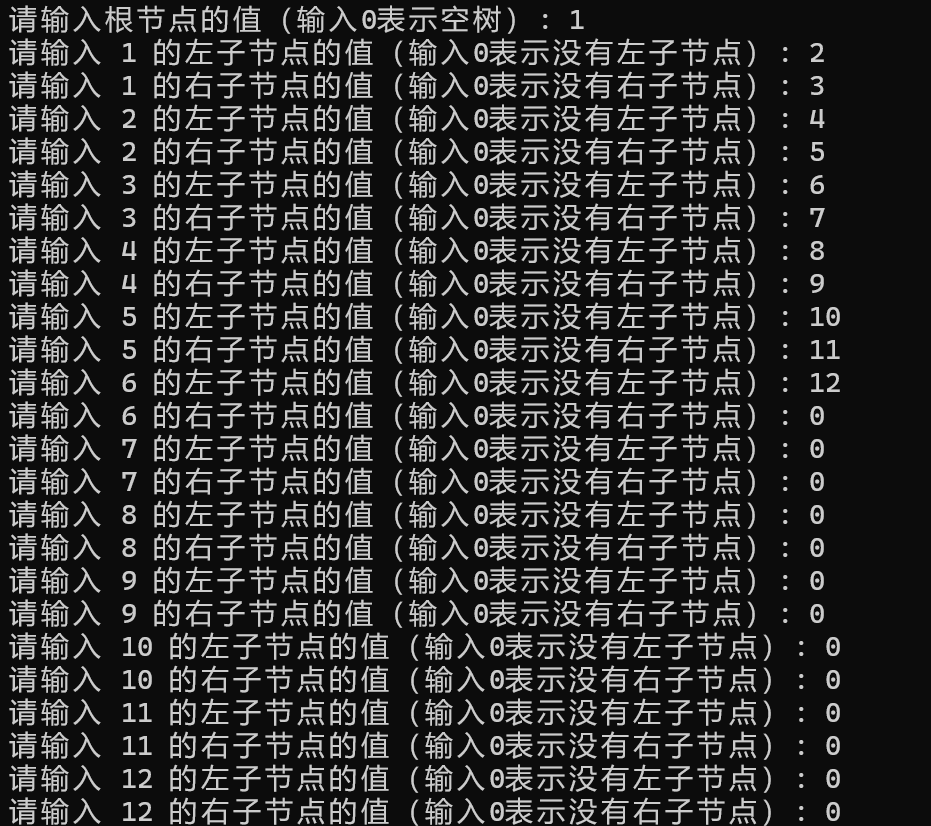 请输入根节点的值（输入0表示空树）: 1
请输入 1 的左子节点的值（输入0表示没有左子节点）: 2
请输入 1 的右子节点的值（输入0表示没有右子节点）: 3
请输入 2 的左子节点的值（输入0表示没有左子节点）: 4
请输入 2 的右子节点的值（输入0表示没有右子节点）: 5
请输入 3 的左子节点的值（输入0表示没有左子节点）: 6
请输入 3 的右子节点的值（输入0表示没有右子节点）: 7
请输入 4 的左子节点的值（输入0表示没有左子节点）: 8
请输入 4 的右子节点的值（输入0表示没有右子节点）: 9
请输入 5 的左子节点的值（输入0表示没有左子节点）: 10
请输入 5 的右子节点的值（输入0表示没有右子节点）: 11
请输入 6 的左子节点的值（输入0表示没有左子节点）: 12
请输入 6 的右子节点的值（输入0表示没有右子节点）: 0
请输入 7 的左子节点的值（输入0表示没有左子节点）: 0
请输入 7 的右子节点的值（输入0表示没有右子节点）: 0
请输入 8 的左子节点的值（输入0表示没有左子节点）: 0
请输入 8 的右子节点的值（输入0表示没有右子节点）: 0
请输入 9 的左子节点的值（输入0表示没有左子节点）: 0
请输入 9 的右子节点的值（输入0表示没有右子节点）: 0
请输入 10 的左子节点的值（输入0表示没有左子节点）: 0
请输入 10 的右子节点的值（输入0表示没有右子节点）: 0
请输入 11 的左子节点的值（输入0表示没有左子节点）: 0
请输入 11 的右子节点的值（输入0表示没有右子节点）: 0
请输入 12 的左子节点的值（输入0表示没有左子节点）: 0
请输入 12 的右子节点的值（输入0表示没有右子节点）: 0